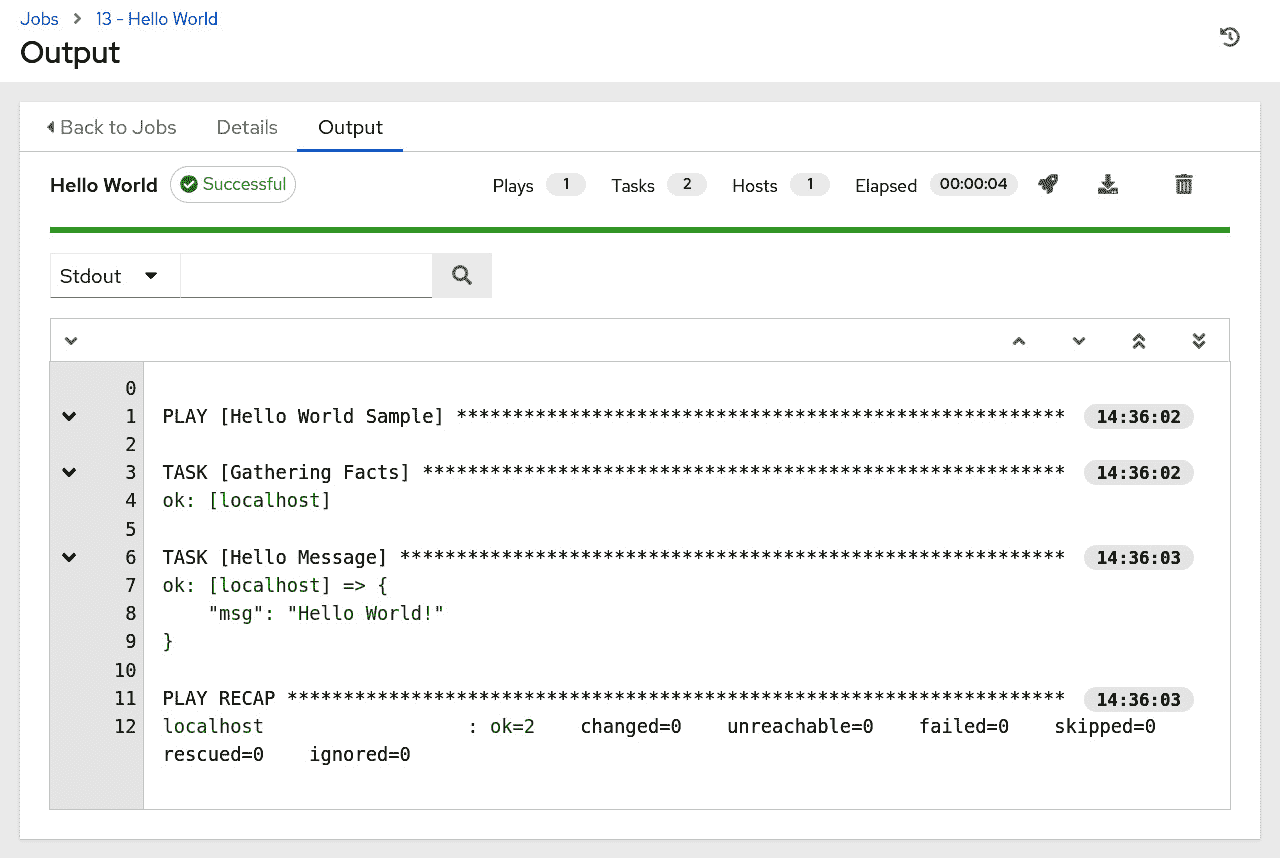 Jobs > 13 - Hello World
Output
Back to Jobs Details Output
Hello World Successful Plays 1 Tasks 2 Hosts 1 Elapsed 00:00:04
Stdout
0
1 PLAY [Hello World Sample] ****************************************************** 14:36:02
2
3 TASK [Gathering Facts] ********************************************************* 14:36:02
4 ok: [localhost]
5
6 TASK [Hello Message] *********************************************************** 14:36:03
7 ok: [localhost] => {
8     "msg": "Hello World!"
9 }
10
11 PLAY RECAP ********************************************************************* 14:36:03
12 localhost                  : ok=2    changed=0    unreachable=0    failed=0    skipped=0
rescued=0    ignored=0